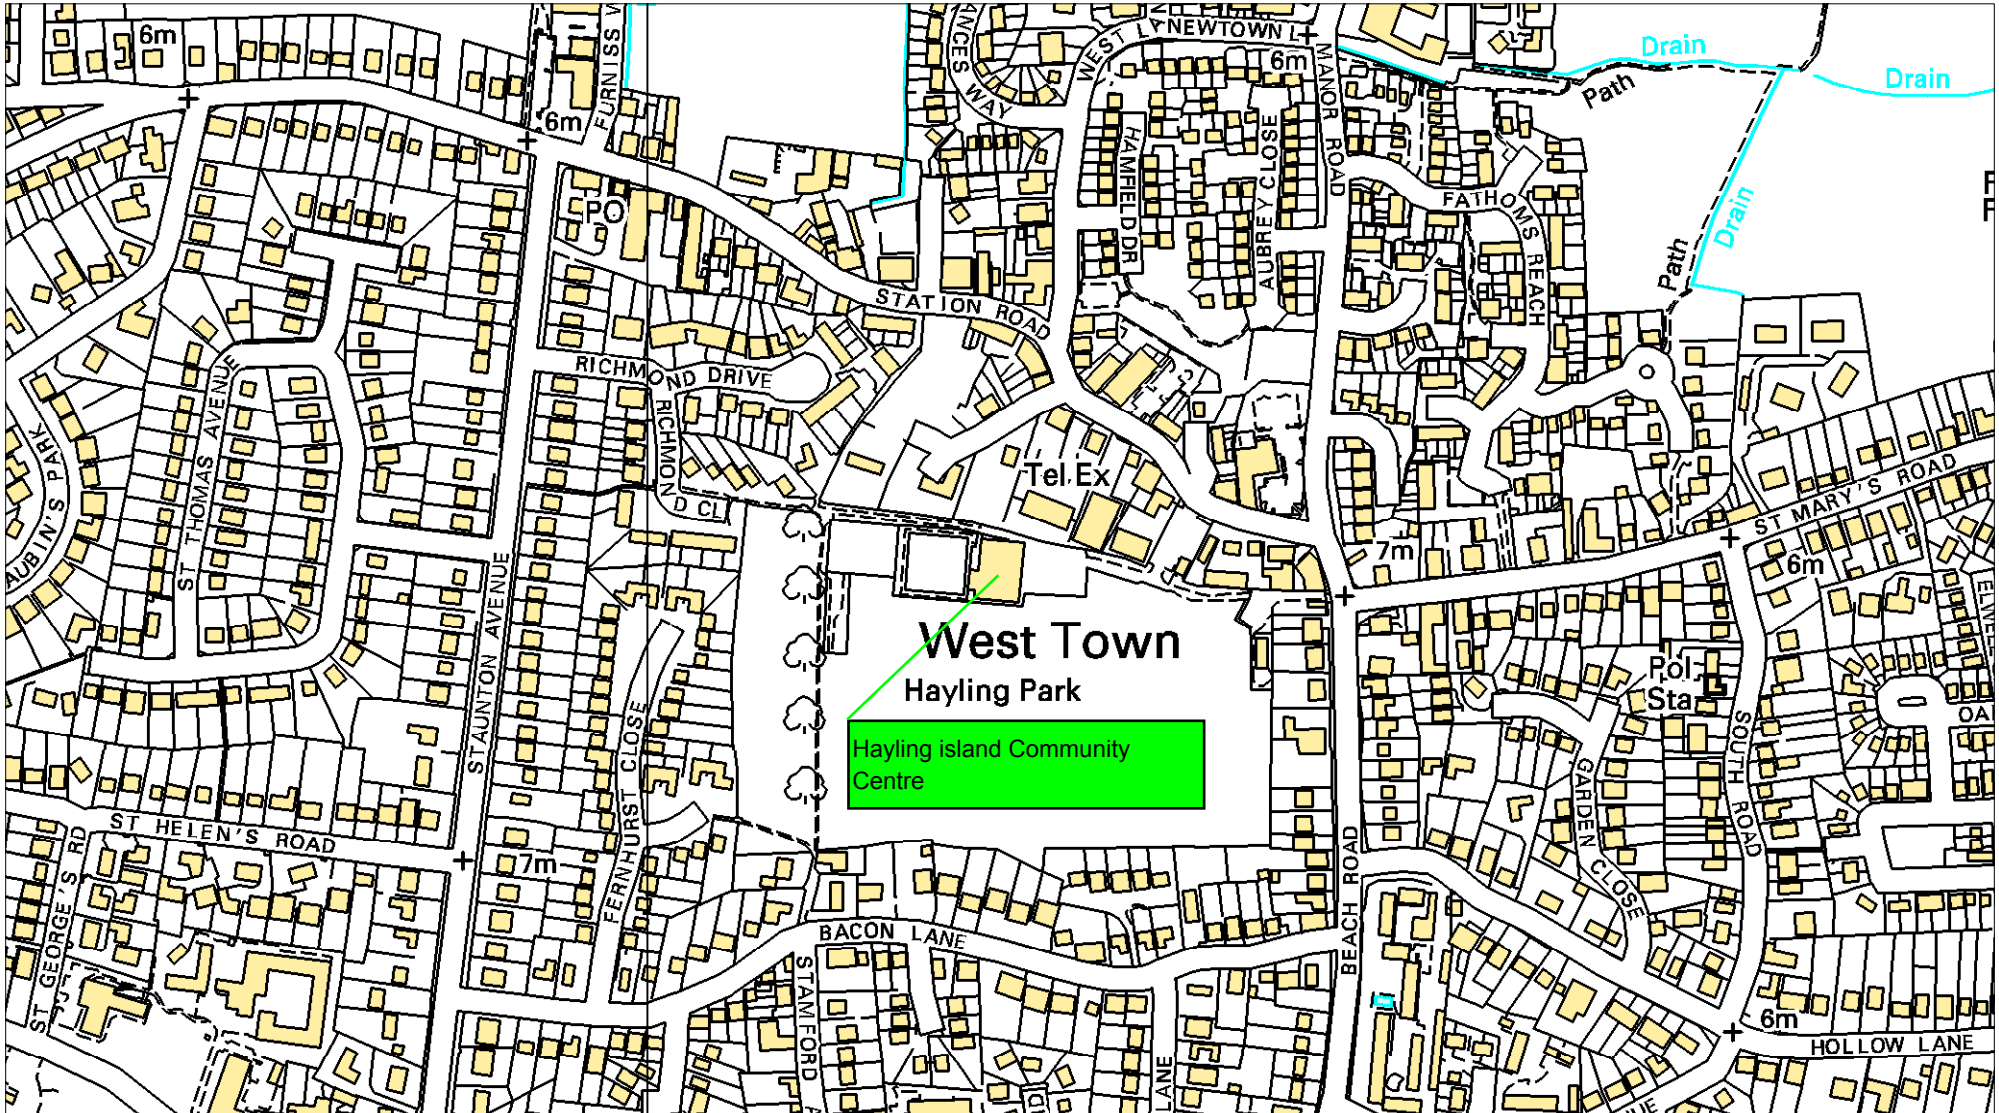 6m
FURNISS W
ANCES WAY
WEST LA
NEWTOWN L
6m
Drain
Drain
Path
MANOR ROAD
6m
HAMFIELD DR
AUBREY CLOSE
PO
FATHOMS REACH
Drain
Path
STATION ROAD
RICHMOND DRIVE
ST THOMAS AVENUE
RICHMOND CL
AUBIN'S PARK
Tel Ex
ST MARY'S ROAD
7m
6m
STAUNTON AVENUE
West Town
Hayling Park
Pol
Sta
OA
Hayling island Community
Centre
FERNHURST CLOSE
GARDEN CLOSE
SOUTH ROAD
ST HELEN'S ROAD
ST GEORGE'S RD
7m
BEACH ROAD
BACON LANE
STAMFORD
LANE
6m
HOLLOW LANE